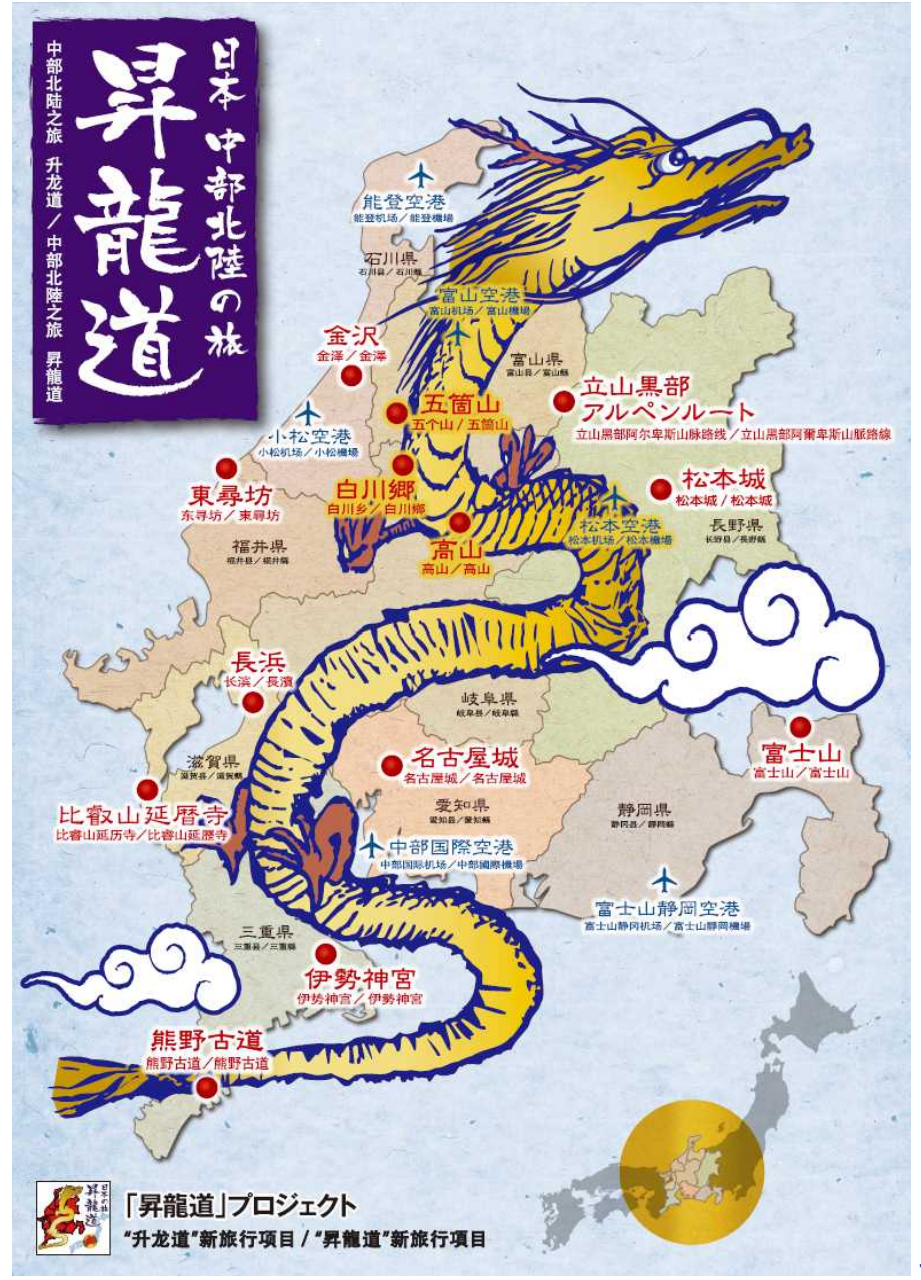 日本 中部北陸の旅
昇龍道
中部北陆之旅 升龙道 / 中部北陸之旅 昇龍道
能登空港
能登机场/能登機場
石川県
石川县/石川縣
富山空港
富山机场/富山機場
金沢
金泽/金澤
富山県
富山县/富山縣
立山黒部
アルペンルート
立山黑部阿尔卑斯山脉路线/立山黑部阿爾卑斯山脈路線
五箇山
五个山/五箇山
小松空港
小松机场/小松機場
白川郷
白川乡/白川鄉
東尋坊
东寻坊/東尋坊
松本城
松本城/松本城
松本空港
松本机场/松本機場
長野県
长野县/長野縣
高山
高山/高山
福井県
福井县/福井縣
長浜
长滨/長濱
岐阜県
岐阜县/岐阜縣
富士山
富士山/富士山
名古屋城
名古屋城/名古屋城
滋賀県
滋贺县/滋賀縣
比叡山延暦寺
比睿山延历寺/比叡山延歷寺
愛知県
爱知县/愛知縣
静岡県
静冈县/靜岡縣
中部国際空港
中部国际机场/中部國際機場
富士山静岡空港
富士山静冈机场/富士山靜岡機場
三重県
三重县/三重縣
伊勢神宮
伊势神宫/伊勢神宮
熊野古道
熊野古道/熊野古道
日本の旅
昇龍道
「昇龍道」プロジェクト
"升龙道"新旅行项目 / "昇龍道"新旅行項目